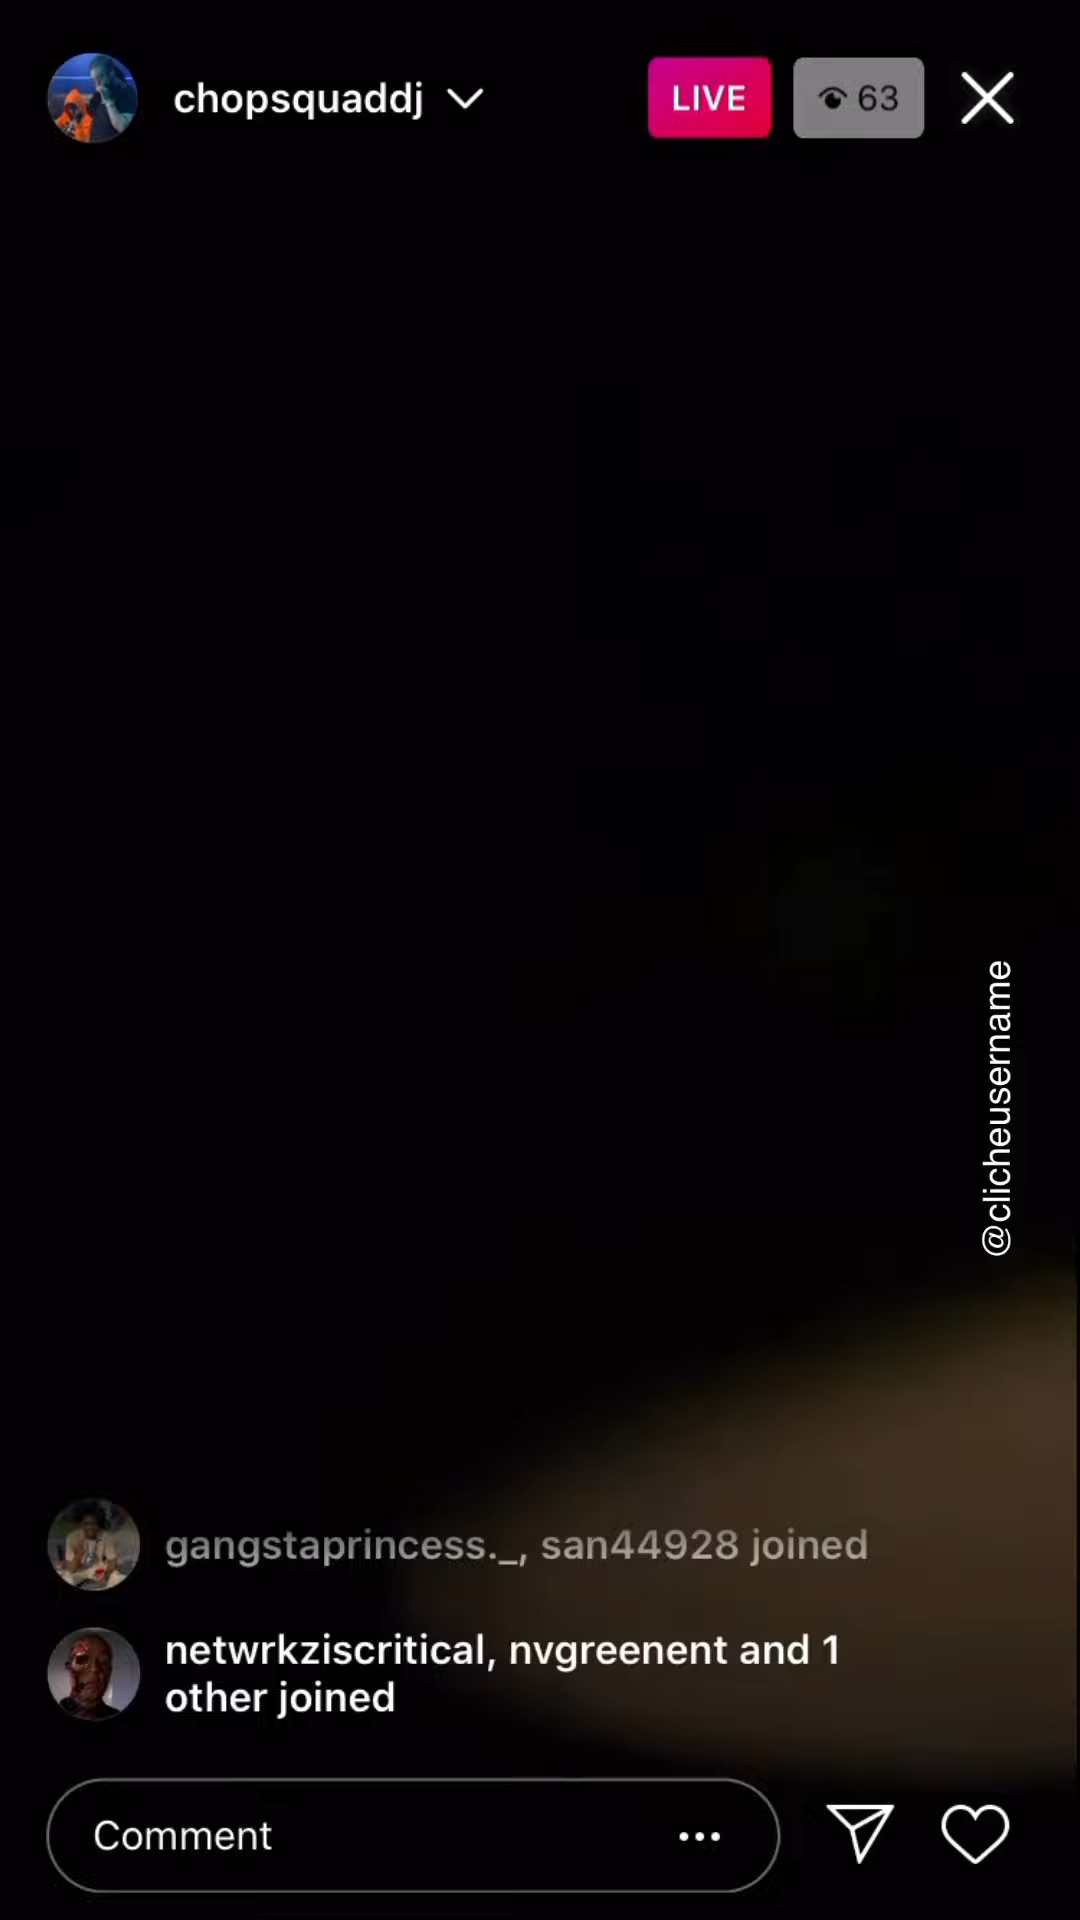 chopsquaddj
LIVE
63
@clicheusername
gangstaprincess._, san44928 joined
netwrkziscritical, nvgreenent and 1
other joined
Comment